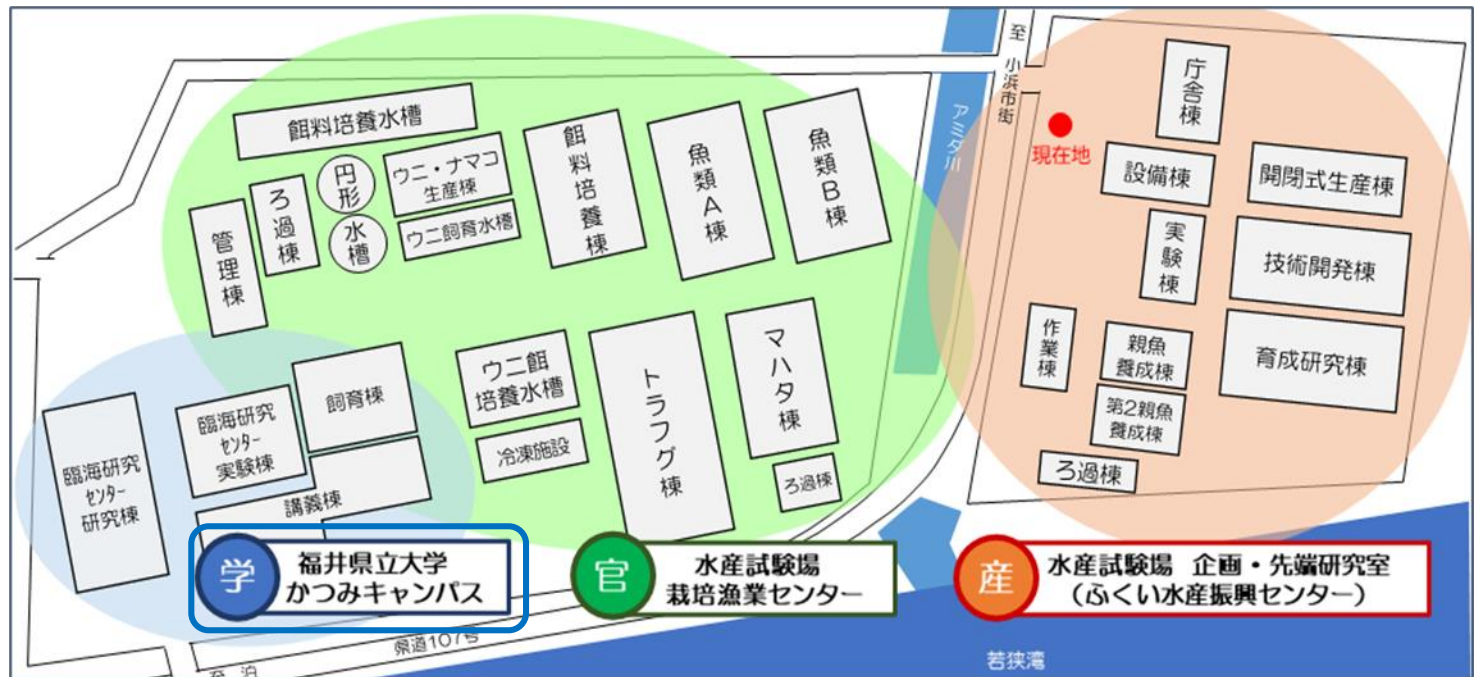 餌料培養水槽
円形
水槽
ろ過棟
管理棟
ウニ・ナマコ
生産棟
ウニ飼育水槽
餌料培養棟
魚類A棟
魚類B棟
アミダ川
至 小浜市街
現在地
庁舎棟
設備棟
開閉式生産棟
実験棟
技術開発棟
作業棟
親魚
養成棟
育成研究棟
第2親魚
養成棟
ろ過棟
臨海研究
センター
研究棟
臨海研究
センター
実験棟
飼育棟
講義棟
ウニ餌
培養水槽
冷凍施設
トラフグ棟
マハタ棟
ろ過棟
学
福井県立大学
かつみキャンパス
官
水産試験場
栽培漁業センター
産
水産試験場 企画・先端研究室
(ふくい水産振興センター)
県道107号
至 泊
若狭湾